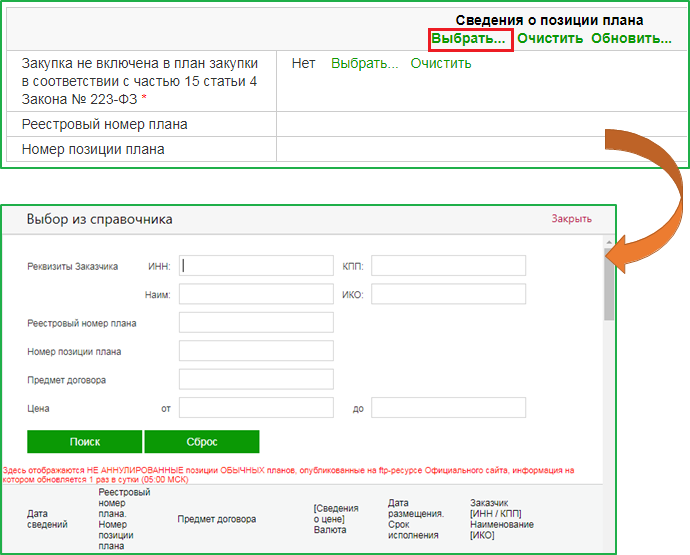 Сведения о позиции плана
Выбрать... Очистить Обновить...
Закупка не включена в план закупки
в соответствии с частью 15 статьи 4
Закона № 223-ФЗ *
Нет Выбрать... Очистить
Реестровый номер плана
Номер позиции плана
Выбор из справочника
Закрыть
Реквизиты Заказчика ИНН: КПП:
Наим: ИКО:
Реестровый номер плана
Номер позиции плана
Предмет договора
Цена от до
Поиск Сброс
Здесь отображаются НЕ АННУЛИРОВАННЫЕ позиции ОБЫЧНЫХ планов, опубликованные на ftp-ресурсе Официального сайта, информация на
котором обновляется 1 раз в сутки (05:00 МСК)
Дата
сведений
Реестровый
номер
плана.
Номер
позиции
плана
Предмет договора
[Сведения
о цене]
Валюта
Дата
размещения.
Срок
исполнения
Заказчик
[ИНН / КПП]
Наименование
[ИКО]